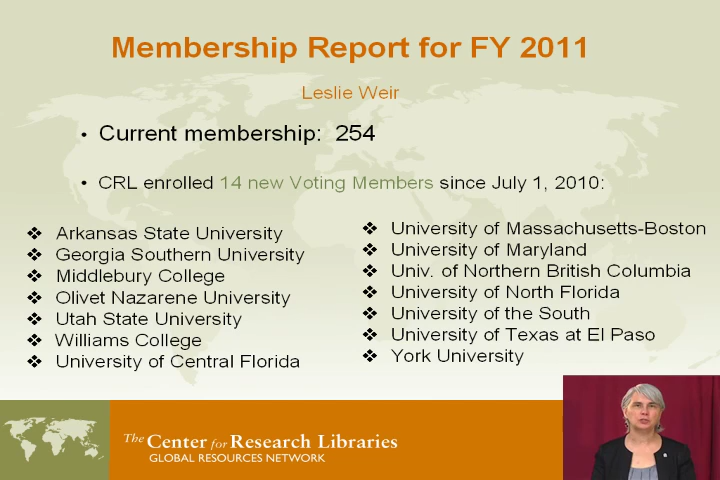 Membership Report for FY 2011
Leslie Weir
• Current membership: 254
• CRL enrolled 14 new Voting Members since July 1, 2010:
❖ Arkansas State University
❖ Georgia Southern University
❖ Middlebury College
❖ Olivet Nazarene University
❖ Utah State University
❖ Williams College
❖ University of Central Florida
❖ University of Massachusetts-Boston
❖ University of Maryland
❖ Univ. of Northern British Columbia
❖ University of North Florida
❖ University of the South
❖ University of Texas at El Paso
❖ York University
The Center for Research Libraries
GLOBAL RESOURCES NETWORK